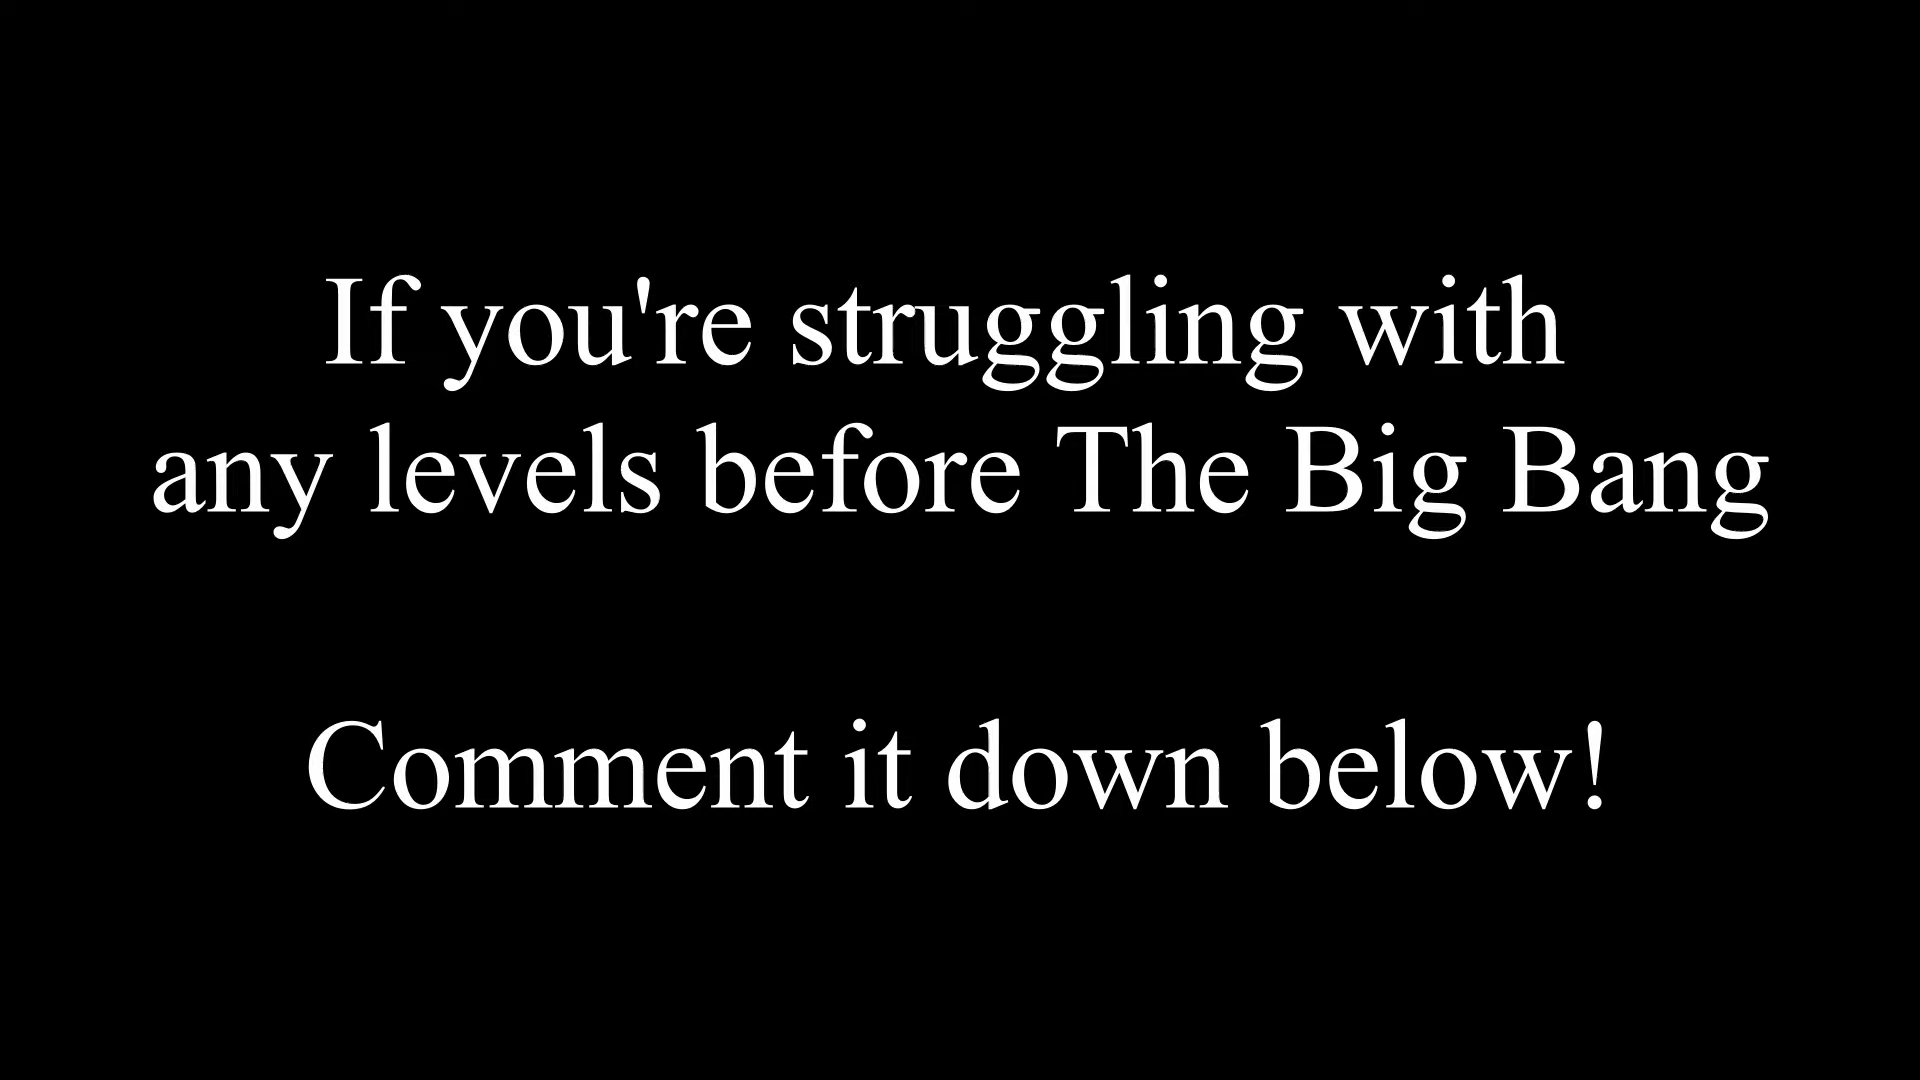 If you're struggling with
any levels before The Big Bang
Comment it down below!